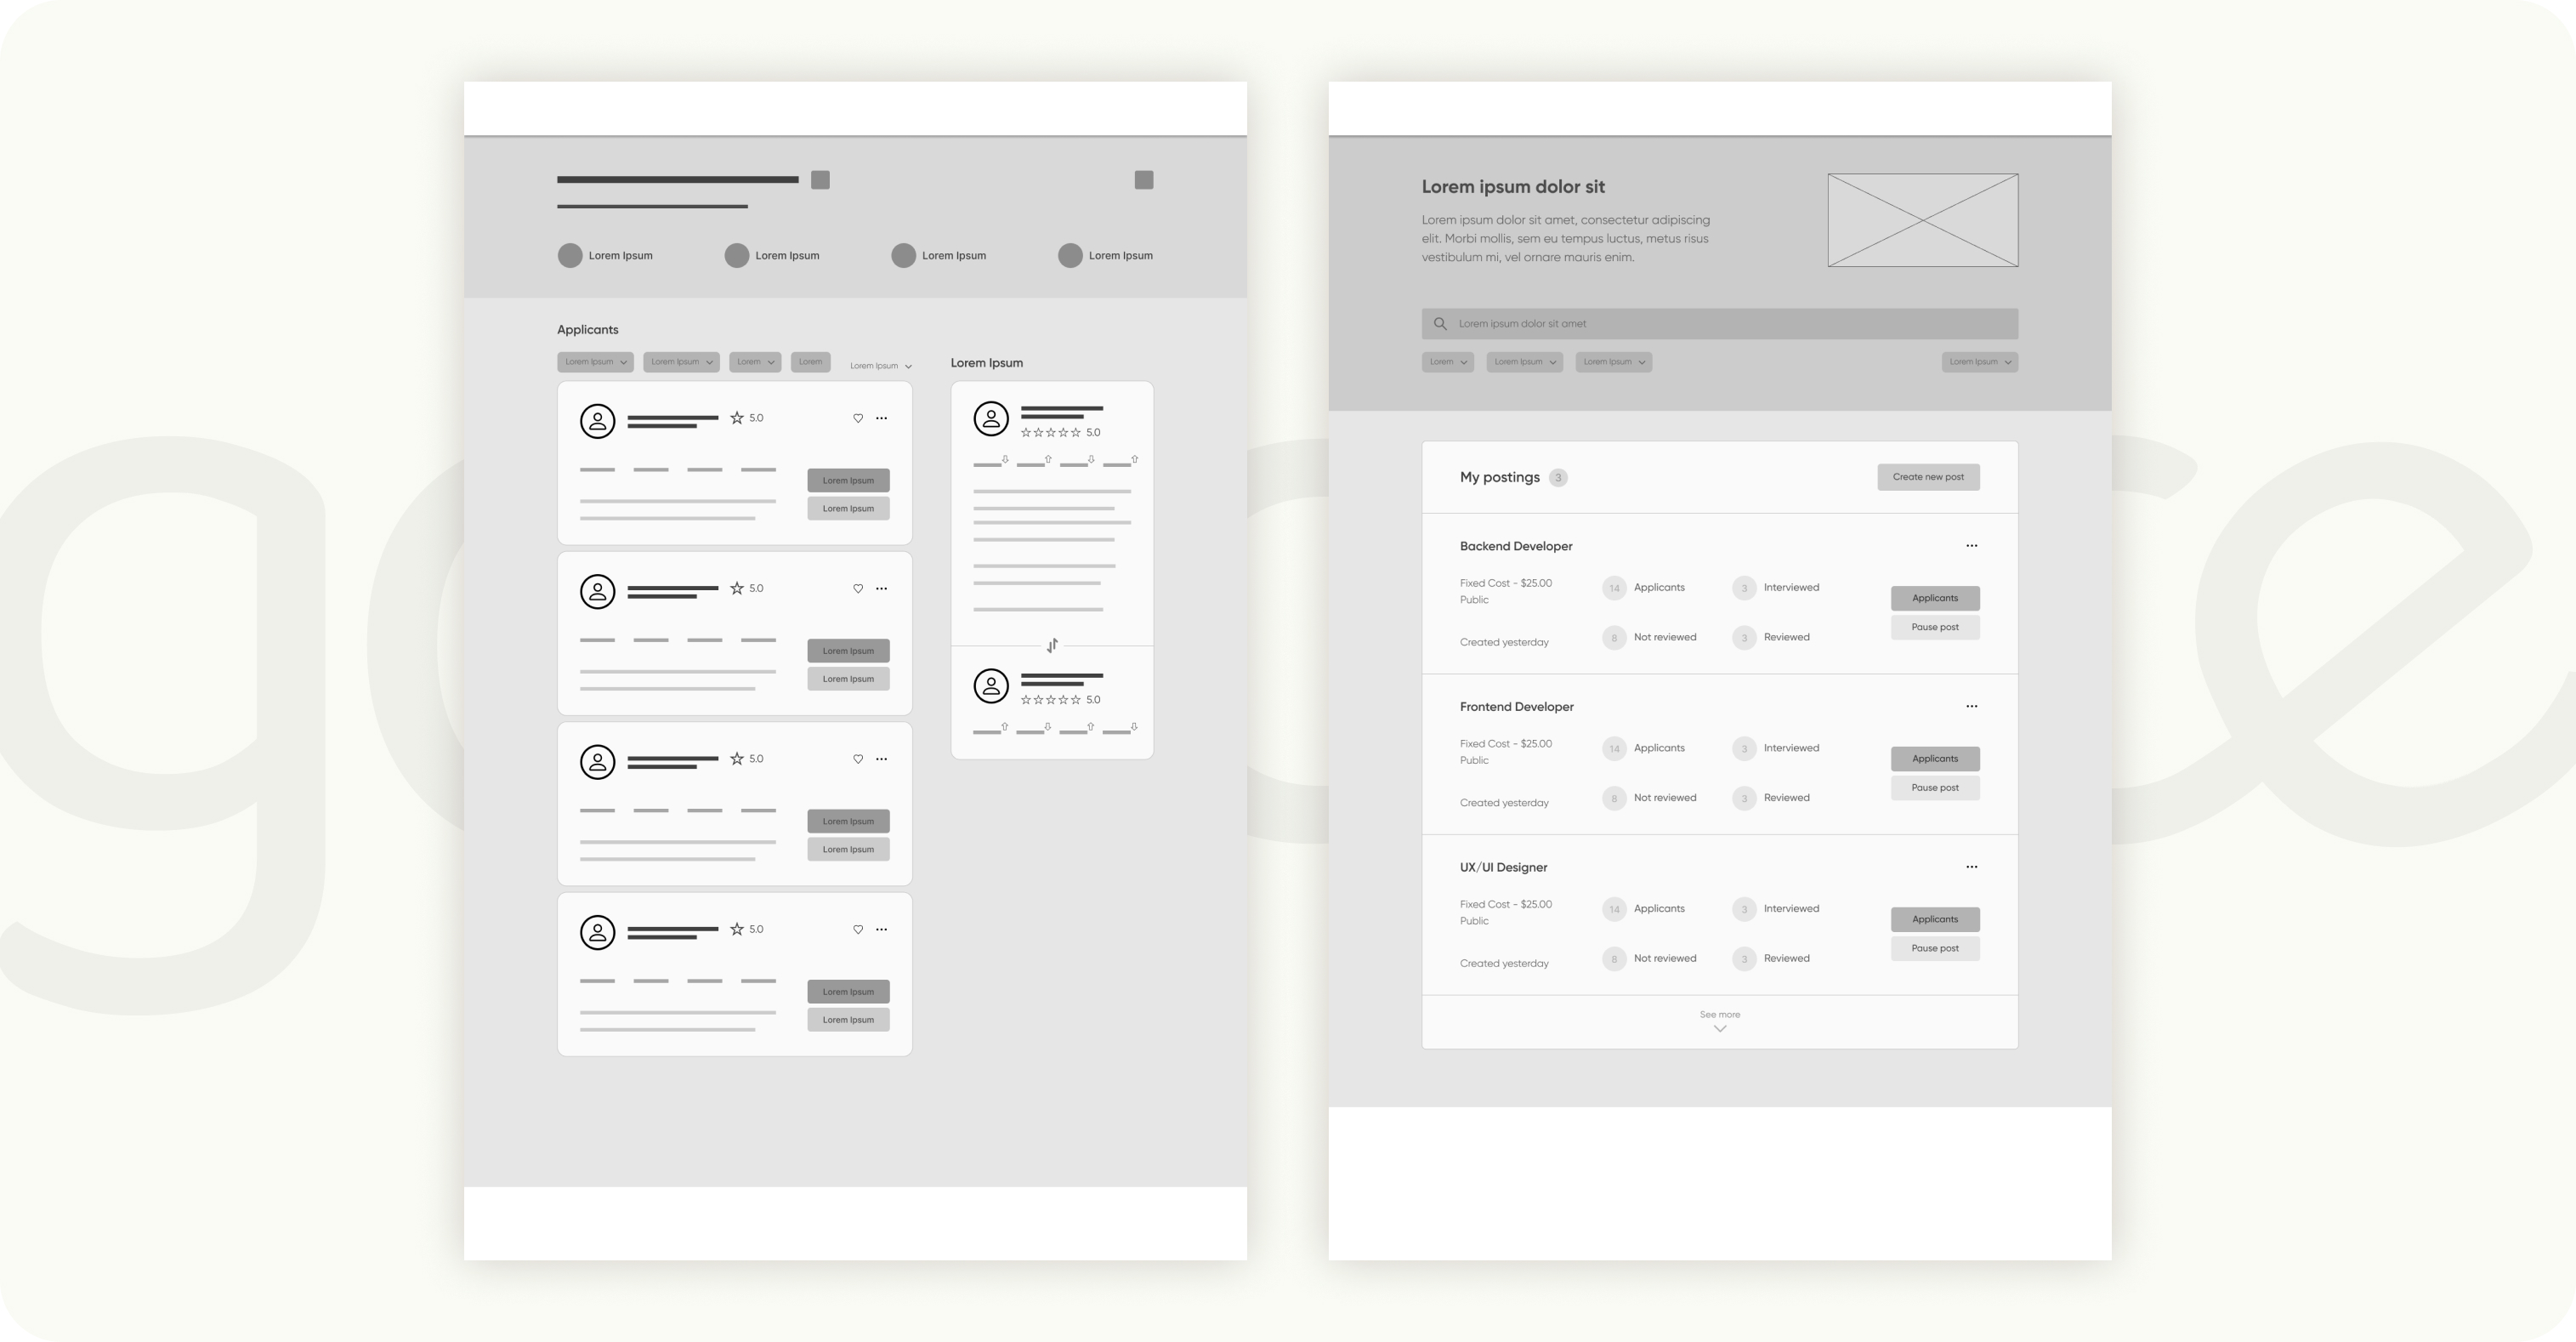 Lorem Ipsum
Lorem Ipsum
Lorem Ipsum
Lorem Ipsum
Applicants
Lorem Ipsum
Lorem Ipsum
Lorem
Lorem
Lorem Ipsum
5.0
Lorem Ipsum
Lorem Ipsum
5.0
Lorem Ipsum
Lorem Ipsum
5.0
Lorem Ipsum
Lorem Ipsum
5.0
Lorem Ipsum
Lorem Ipsum
Lorem Ipsum
5.0
5.0
Lorem ipsum dolor sit
Lorem ipsum dolor sit amet, consectetur adipiscing
elit. Morbi mollis, sem eu tempus luctus, metus risus
vestibulum mi, vel ornare mauris enim.
Lorem ipsum dolor sit amet
Lorem
Lorem Ipsum
Lorem Ipsum
Lorem Ipsum
My postings 3
Create new post
Backend Developer
Fixed Cost - $25.00
Public
Created yesterday
14 Applicants
3 Interviewed
8 Not reviewed
3 Reviewed
Applicants
Pause post
Frontend Developer
Fixed Cost - $25.00
Public
Created yesterday
14 Applicants
3 Interviewed
8 Not reviewed
3 Reviewed
Applicants
Pause post
UX/UI Designer
Fixed Cost - $25.00
Public
Created yesterday
14 Applicants
3 Interviewed
8 Not reviewed
3 Reviewed
Applicants
Pause post
See more